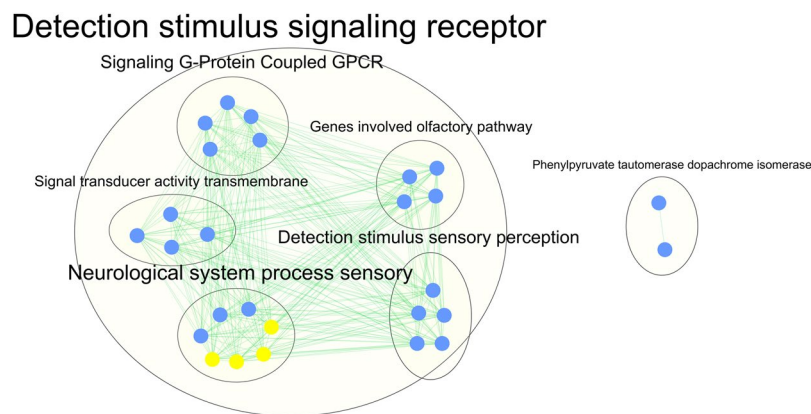 Detection stimulus signaling receptor
Signaling G-Protein Coupled GPCR
Genes involved olfactory pathway
Phenylpyruvate tautomerase dopachrome isomerase
Signal transducer activity transmembrane
Detection stimulus sensory perception
Neurological system process sensory